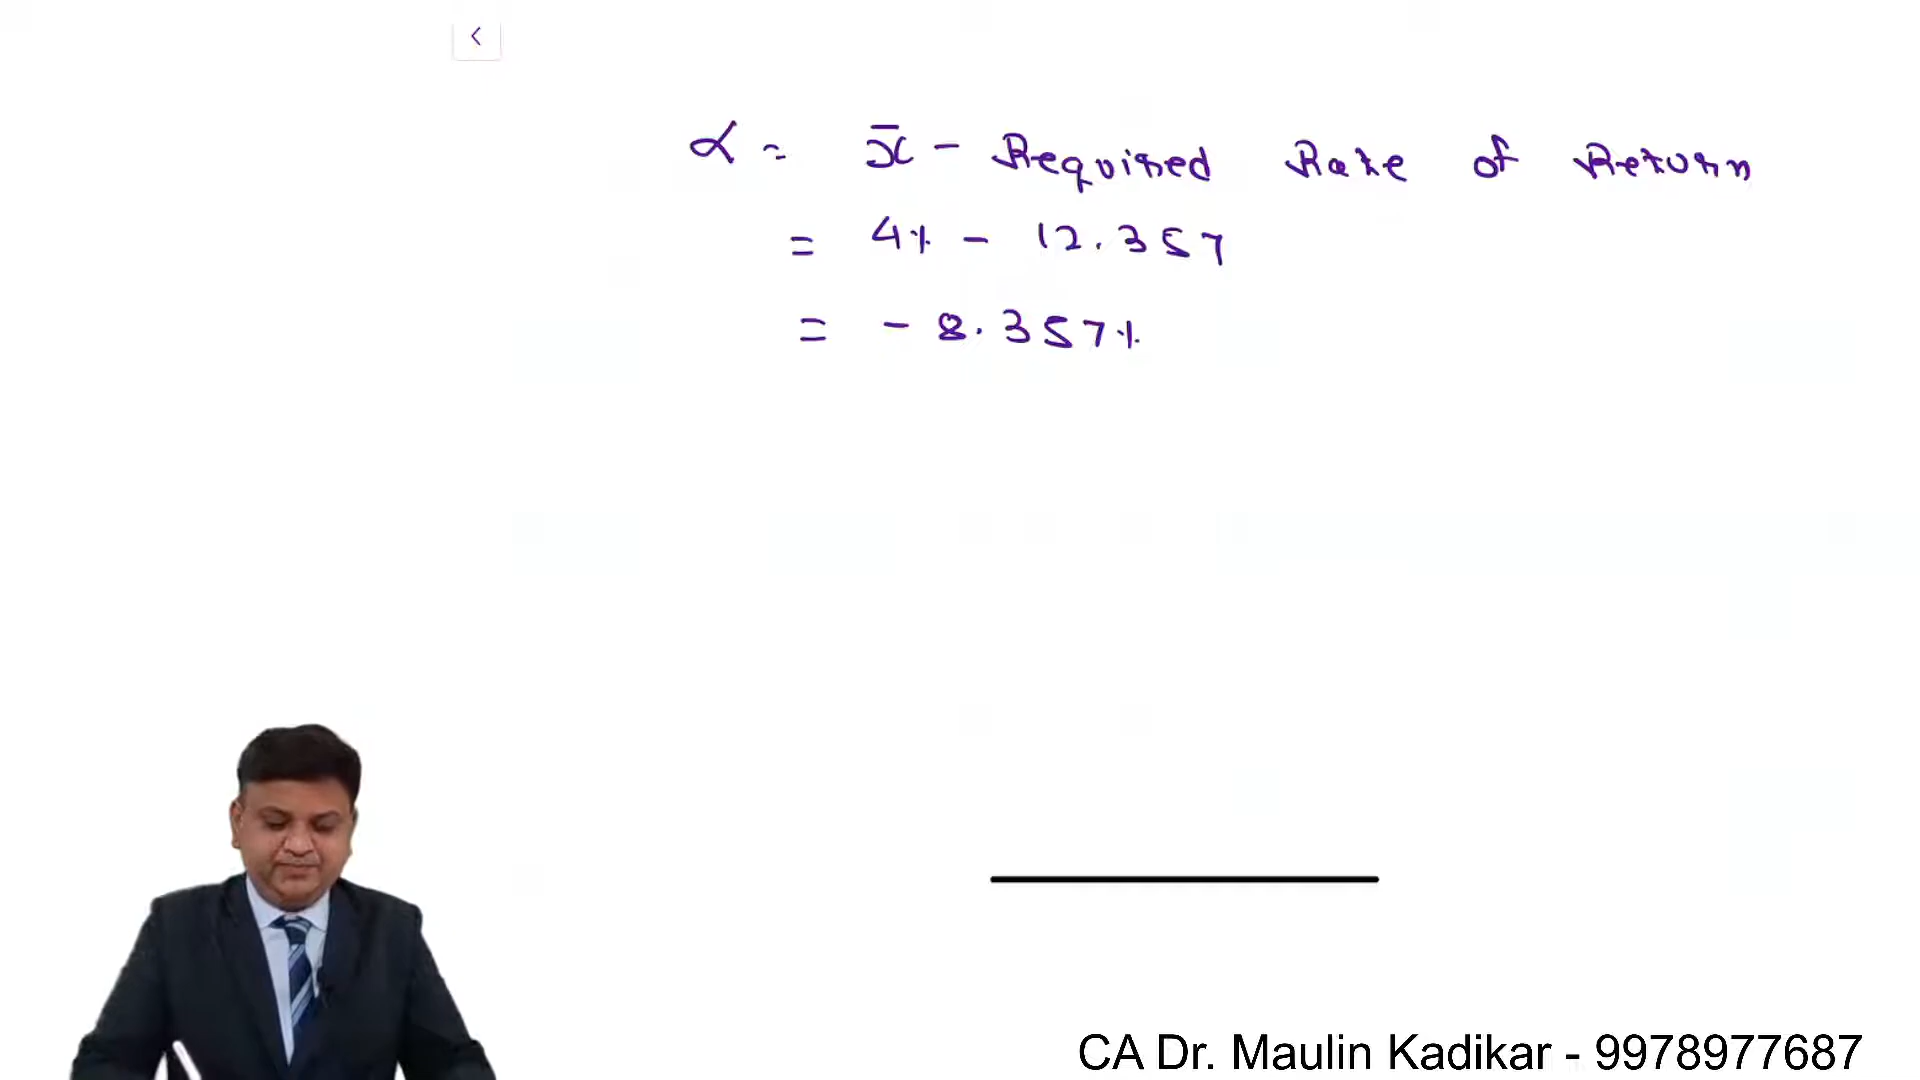 α = x̄ - Required Rate of Return
= 4% - 12.357
= - 8.357%
CA Dr. Maulin Kadikar - 9978977687